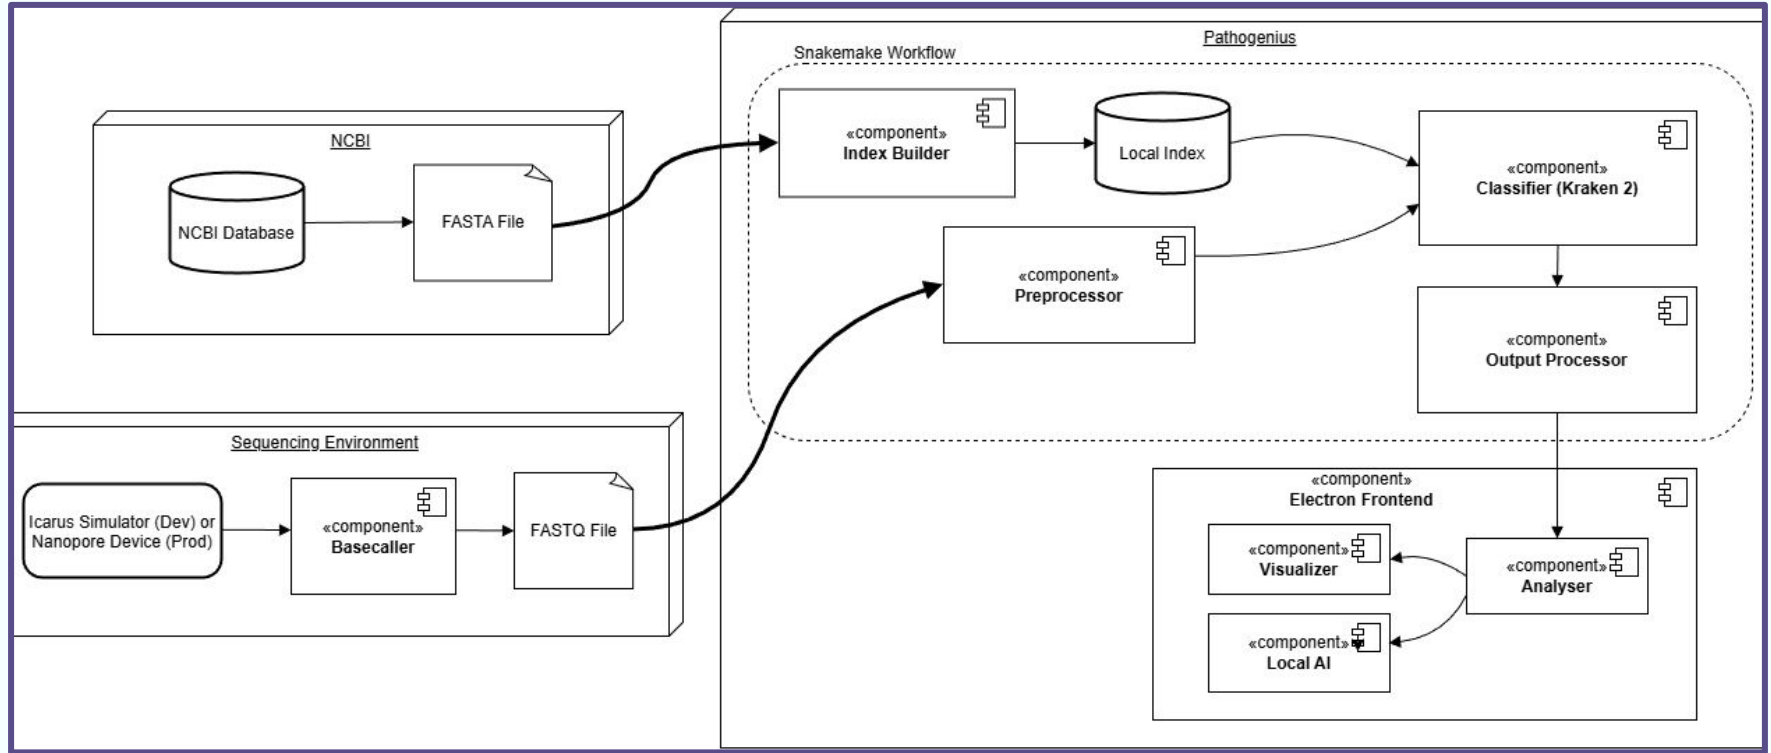 Pathogenius
Snakemake Workflow
NCBI
NCBI Database
FASTA File
«component»
Index Builder
Local Index
«component»
Classifier (Kraken 2)
«component»
Preprocessor
«component»
Output Processor
Sequencing Environment
Icarus Simulator (Dev) or
Nanopore Device (Prod)
«component»
Basecaller
FASTQ File
«component»
Electron Frontend
«component»
Visualizer
«component»
Analyser
«component»
Local AI